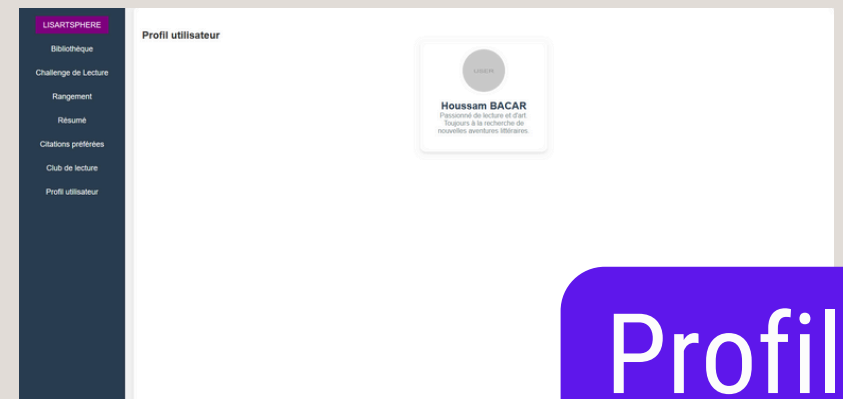 LISARTSPHERE
Bibliothèque
Challenge de Lecture
Rangement
Résumé
Citations préférées
Club de lecture
Profil utilisateur
Profil utilisateur
USER
Houssam BACAR
Passionné de lecture et d'art.
Toujours à la recherche de
nouvelles aventures littéraires.
Profil